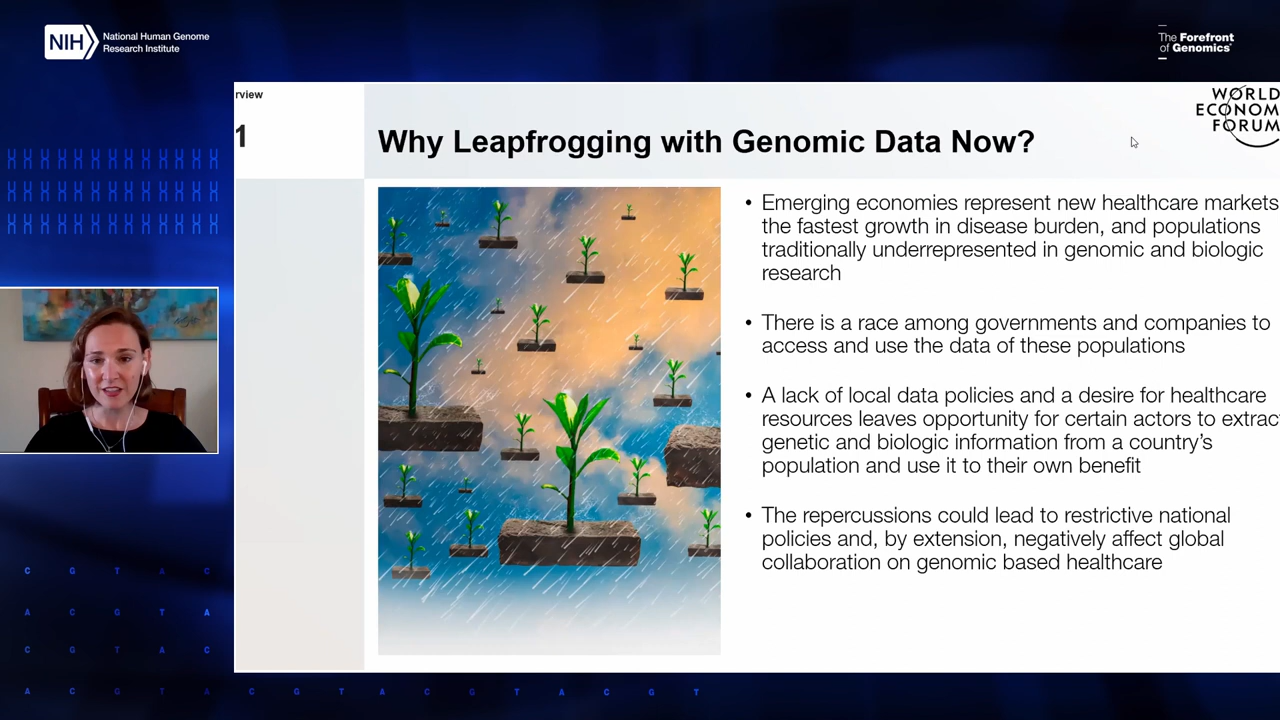 NIH
National Human Genome
Research Institute
The Forefront
of Genomics
rview
1
WORLD
ECONOM
FORUM
Why Leapfrogging with Genomic Data Now?
• Emerging economies represent new healthcare markets
the fastest growth in disease burden, and populations
traditionally underrepresented in genomic and biologic
research
• There is a race among governments and companies to
access and use the data of these populations
• A lack of local data policies and a desire for healthcare
resources leaves opportunity for certain actors to extrac
genetic and biologic information from a country’s
population and use it to their own benefit
• The repercussions could lead to restrictive national
policies and, by extension, negatively affect global
collaboration on genomic based healthcare
C G T A C
A C G T A
C G T A C
A C G T A C G T A C G T A C G T